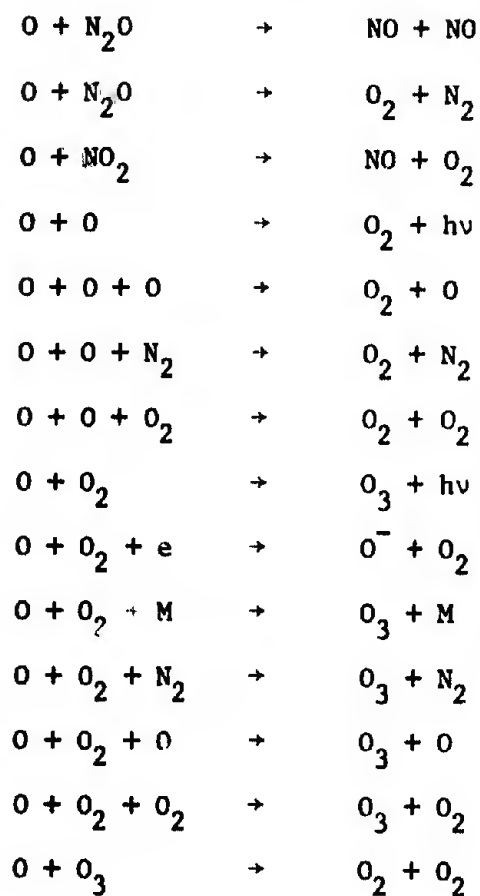 O + N₂O → NO + NO
O + N₂O → O₂ + N₂
O + NO₂ → NO + O₂
O + O → O₂ + hν
O + O + O → O₂ + O
O + O + N₂ → O₂ + N₂
O + O + O₂ → O₂ + O₂
O + O₂ → O₃ + hν
O + O₂ + e → O⁻ + O₂
O + O₂ + M → O₃ + M
O + O₂ + N₂ → O₃ + N₂
O + O₂ + O → O₃ + O
O + O₂ + O₂ → O₃ + O₂
O + O₃ → O₂ + O₂